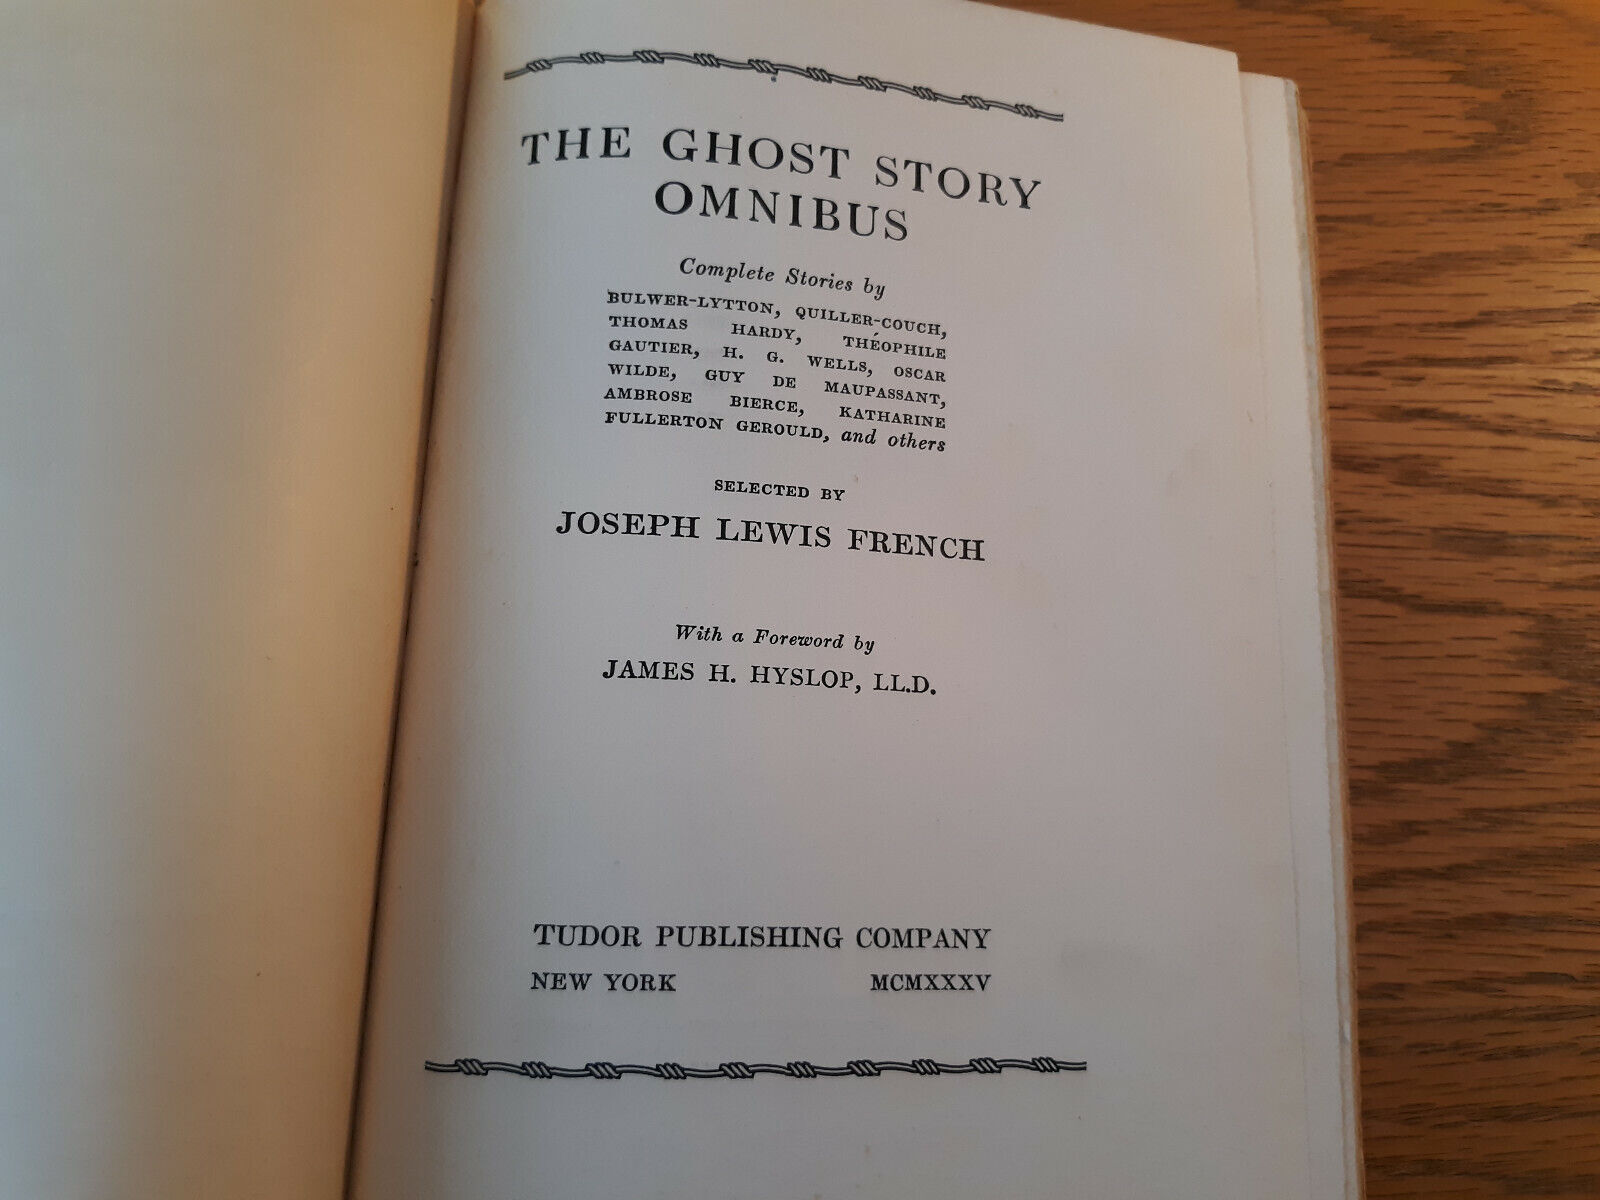 THE GHOST STORY
OMNIBUS
Complete Stories by
BULWER-LYTTON, QUILLER-COUCH,
THOMAS HARDY, THÉOPHILE
GAUTIER, H. G. WELLS, OSCAR
WILDE, GUY DE MAUPASSANT,
AMBROSE BIERCE, KATHARINE
FULLERTON GEROULD, and others
SELECTED BY
JOSEPH LEWIS FRENCH
With a Foreword by
JAMES H. HYSLOP, LL.D.
TUDOR PUBLISHING COMPANY
NEW YORK MCMXXXV